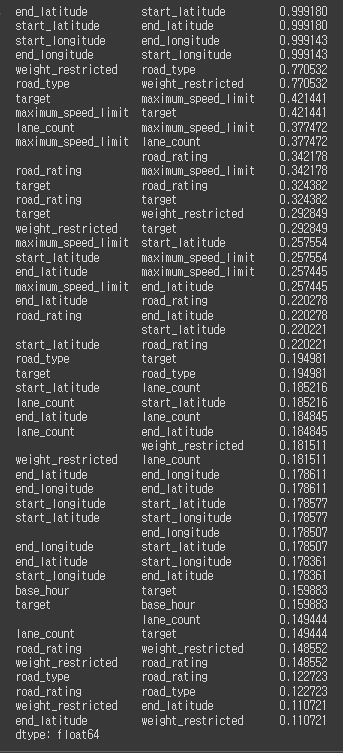 end_latitude start_latitude 0.999180
start_latitude end_latitude 0.999180
start_longitude end_longitude 0.999143
end_longitude start_longitude 0.999143
weight_restricted road_type 0.770532
road_type weight_restricted 0.770532
target maximum_speed_limit 0.421441
maximum_speed_limit target 0.421441
lane_count maximum_speed_limit 0.377472
maximum_speed_limit lane_count 0.377472
road_rating 0.342178
road_rating maximum_speed_limit 0.342178
target road_rating 0.324382
road_rating target 0.324382
target weight_restricted 0.292849
weight_restricted target 0.292849
maximum_speed_limit start_latitude 0.257554
start_latitude maximum_speed_limit 0.257554
end_latitude maximum_speed_limit 0.257445
maximum_speed_limit end_latitude 0.257445
end_latitude road_rating 0.220278
road_rating end_latitude 0.220278
start_latitude 0.220221
start_latitude road_rating 0.220221
road_type target 0.194981
target road_type 0.194981
start_latitude lane_count 0.185216
lane_count start_latitude 0.185216
end_latitude lane_count 0.184845
lane_count end_latitude 0.184845
weight_restricted 0.181511
weight_restricted lane_count 0.181511
end_latitude end_longitude 0.178611
end_longitude end_latitude 0.178611
start_longitude start_latitude 0.178577
start_latitude start_longitude 0.178577
end_longitude 0.178507
end_longitude start_latitude 0.178507
end_latitude start_longitude 0.178361
start_longitude end_latitude 0.178361
base_hour target 0.159883
target base_hour 0.159883
lane_count 0.149444
lane_count target 0.149444
road_rating weight_restricted 0.148552
weight_restricted road_rating 0.148552
road_type road_rating 0.122723
road_rating road_type 0.122723
weight_restricted end_latitude 0.110721
end_latitude weight_restricted 0.110721
dtype: float64